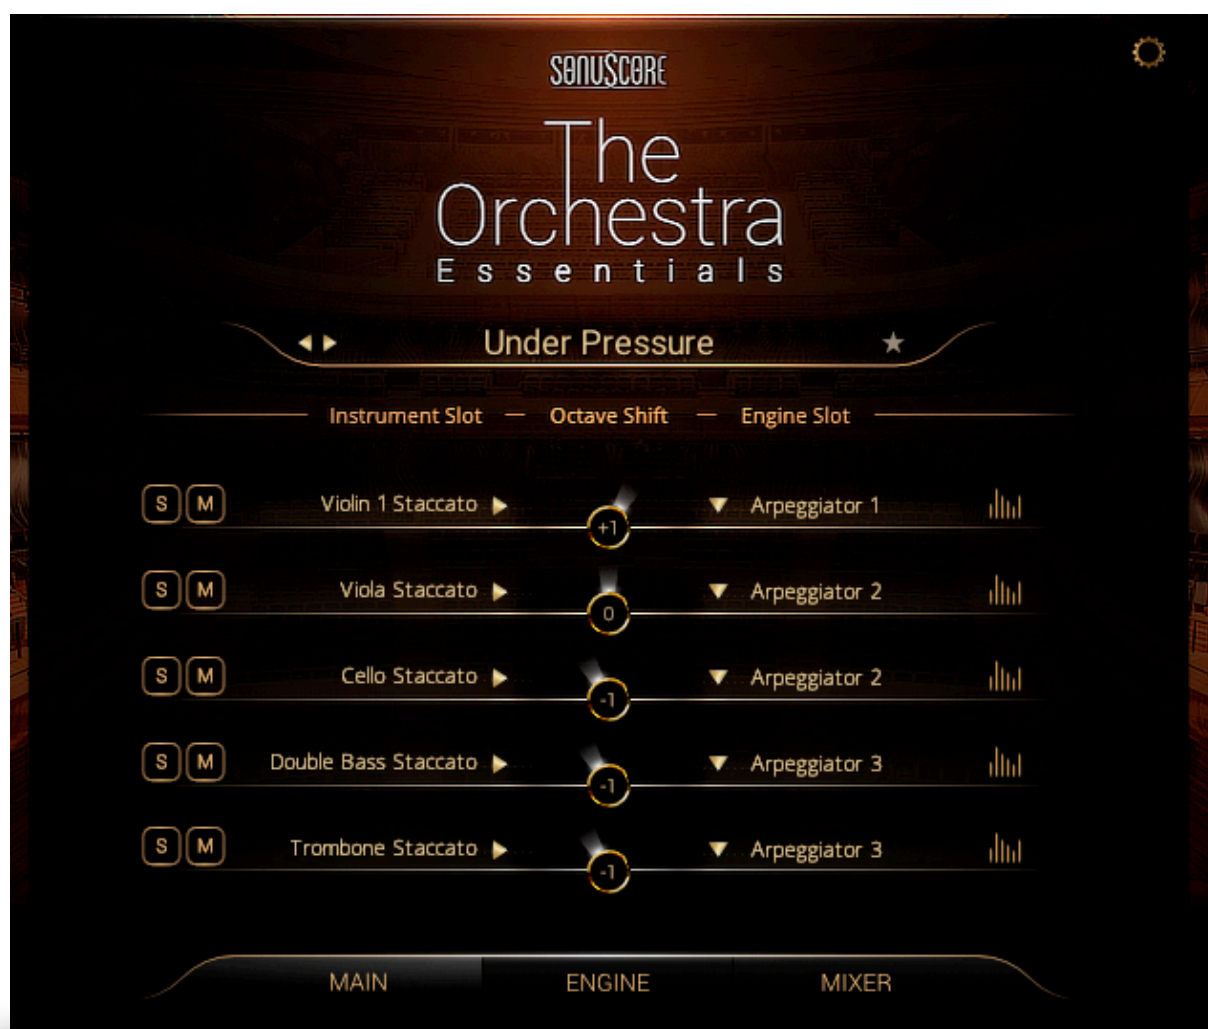 SONUSCORE
The
Orchestra
Essentials
Under Pressure
Instrument Slot — Octave Shift — Engine Slot
S M Violin 1 Staccato +1 Arpeggiator 1
S M Viola Staccato 0 Arpeggiator 2
S M Cello Staccato -1 Arpeggiator 2
S M Double Bass Staccato -1 Arpeggiator 3
S M Trombone Staccato -1 Arpeggiator 3
MAIN ENGINE MIXER